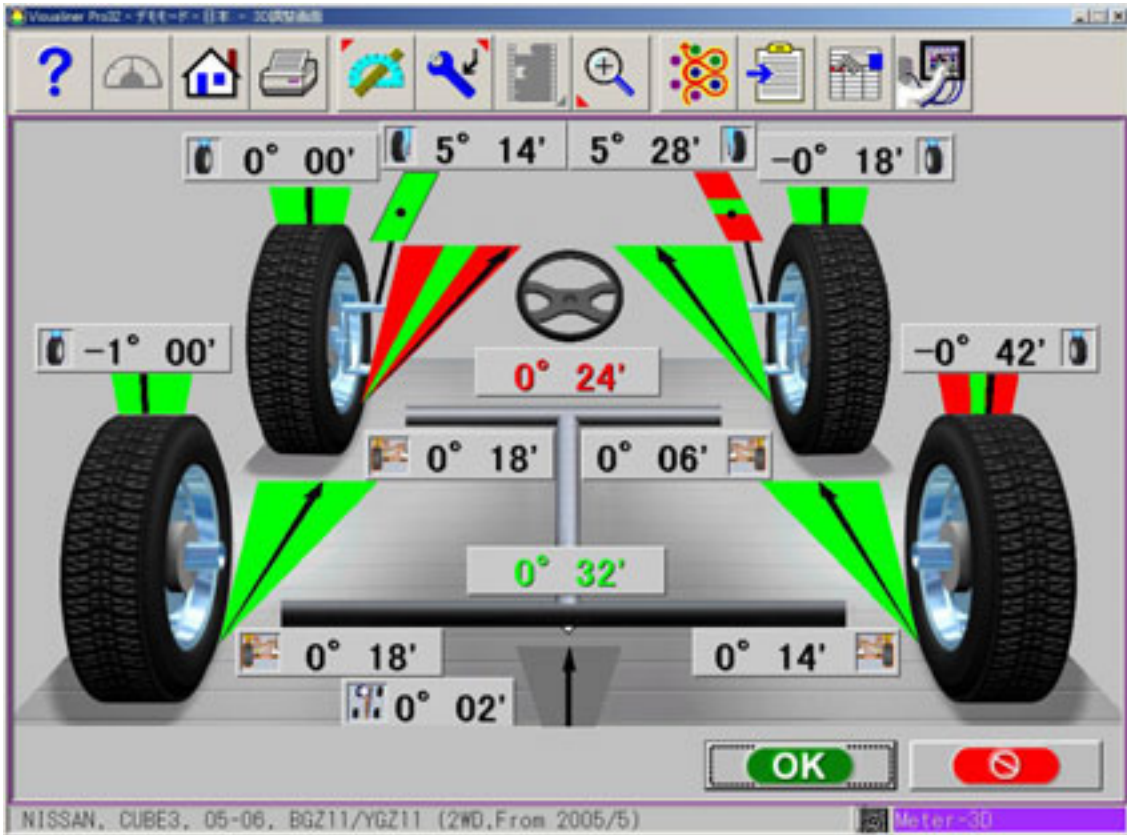 Visualiner Pro32 - デモモード - 日本 - 3D調整画面
?
0° 00' 5° 14' 5° 28' -0° 18'
-1° 00' -0° 42'
0° 24'
0° 18' 0° 06'
0° 32'
0° 18' 0° 14'
0° 02'
OK
NISSAN, CUBE3, 05-06, BGZ11/YGZ11 (2WD,From 2005/5) Meter-3D